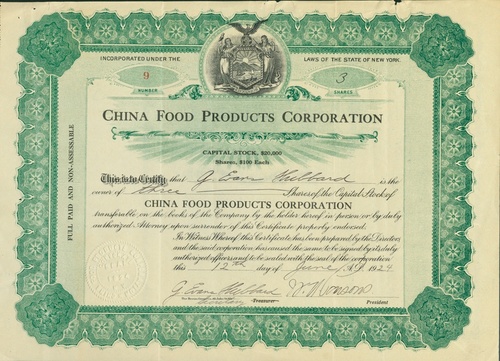 INCORPORATED UNDER THE LAWS OF THE STATE OF NEW YORK.
9 3
NUMBER SHARES
CHINA FOOD PRODUCTS CORPORATION
CAPITAL STOCK, $20,000
Shares, $100 Each
FULL PAID AND NON-ASSESSABLE
This is to Certify that G. Evans Hubbard is the
owner of three Shares of the Capital Stock of
CHINA FOOD PRODUCTS CORPORATION
transferable on the books of the Company by the holder hereof in person or by duly
authorized Attorney upon surrender of this Certificate properly endorsed.
In Witness Whereof this Certificate has been prepared by the Directors
and the said corporation has caused the same to be signed by its duly
authorized officers and to be sealed with the seal of the corporation
this 12th day of June 1924
G. Evans Hubbard
Treasurer President